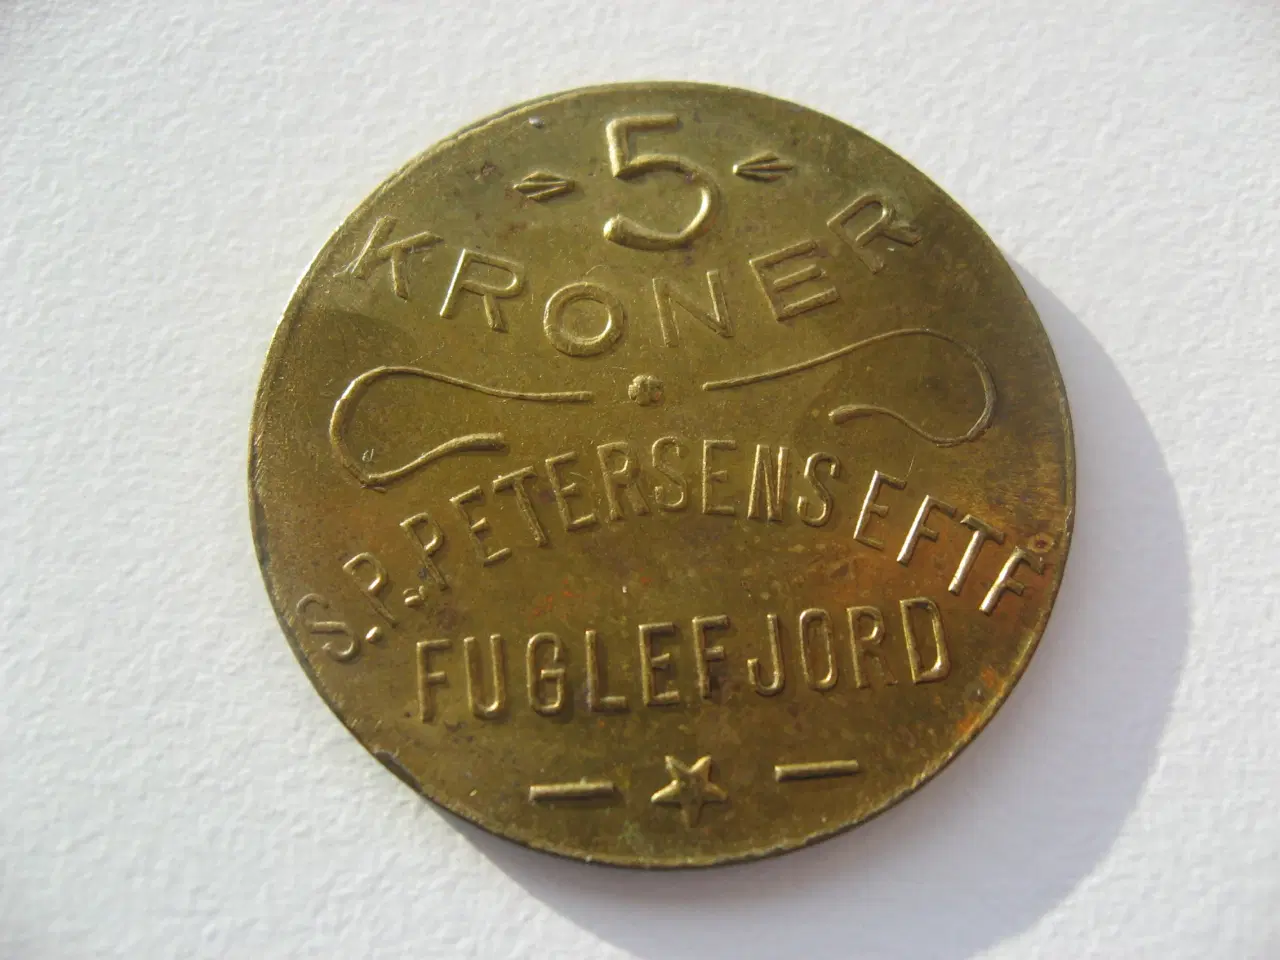 5
KRONER
S.P. PETERSENS EFTF
FUGLEFJORD